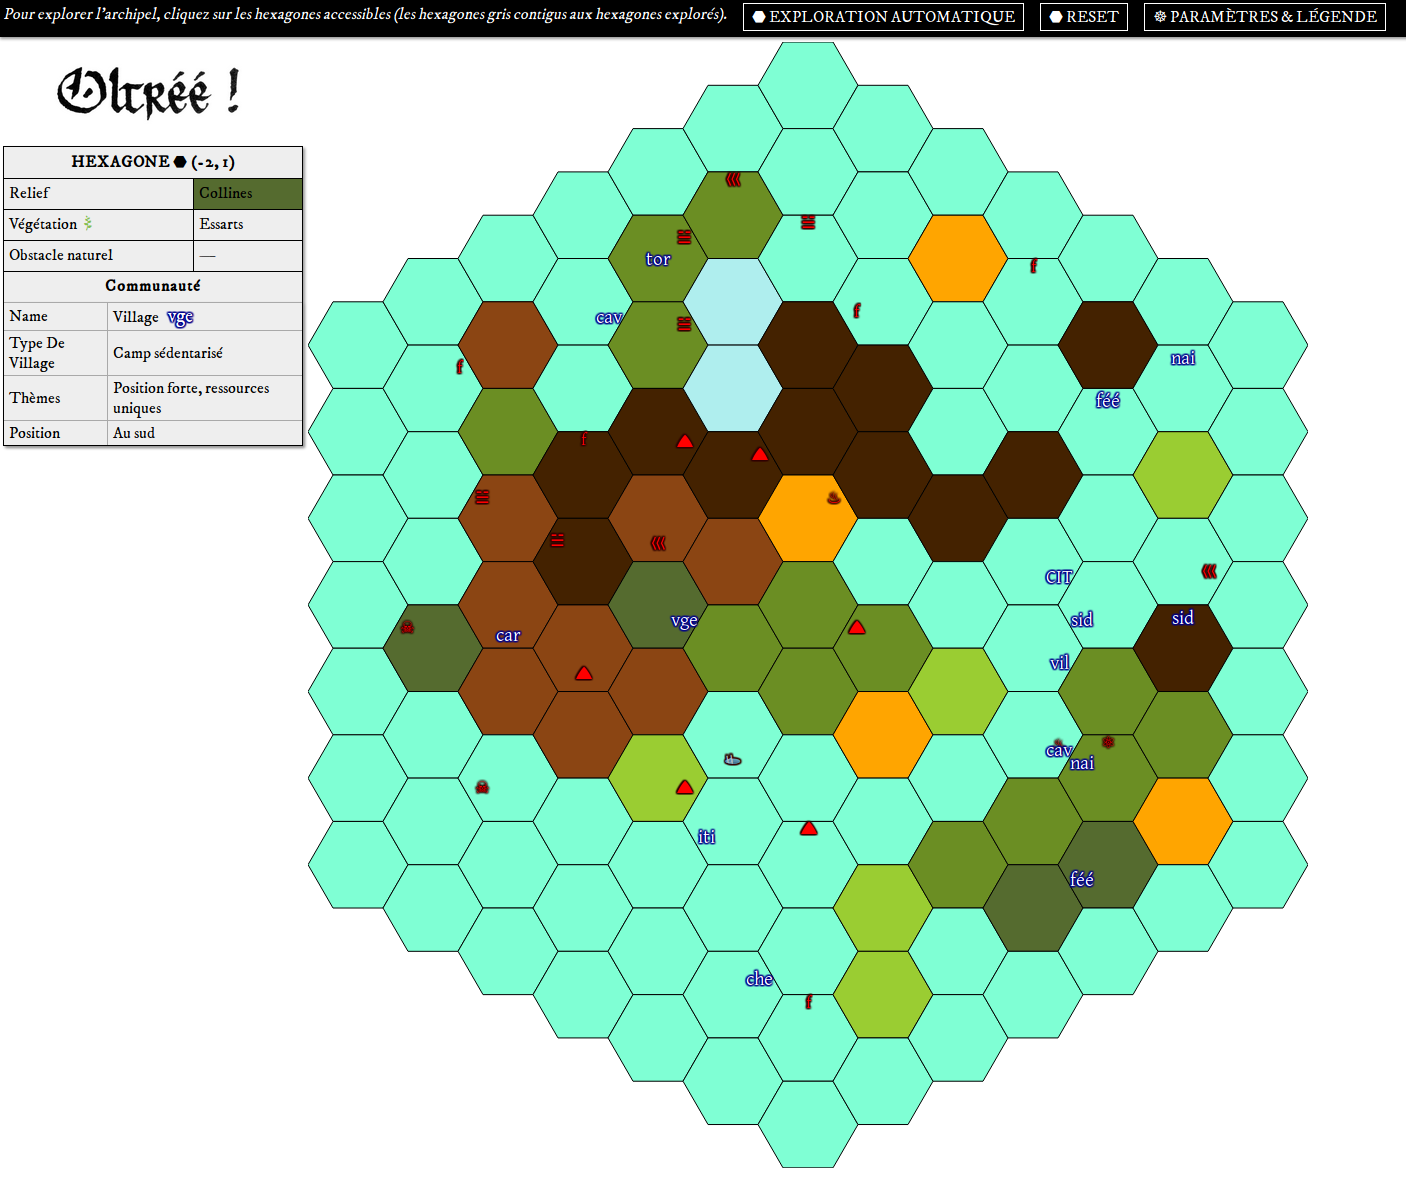 Pour explorer l'archipel, cliquez sur les hexagones accessibles (les hexagones gris contigus aux hexagones explorés). ⬣ EXPLORATION AUTOMATIQUE ⬣ RESET ☸ PARAMÈTRES & LÉGENDE
Oltréé !
HEXAGONE ⬣ (-2, 1)
Relief Collines
Végétation Essarts
Obstacle naturel —
Communauté
Name Village vge
Type De Village Camp sédentarisé
Thèmes Position forte, ressources uniques
Position Au sud
tor
f
cav
f
nai
f
féé
f
CIT
vge
sid
sid
car
vil
cav
nai
iti
féé
che
f